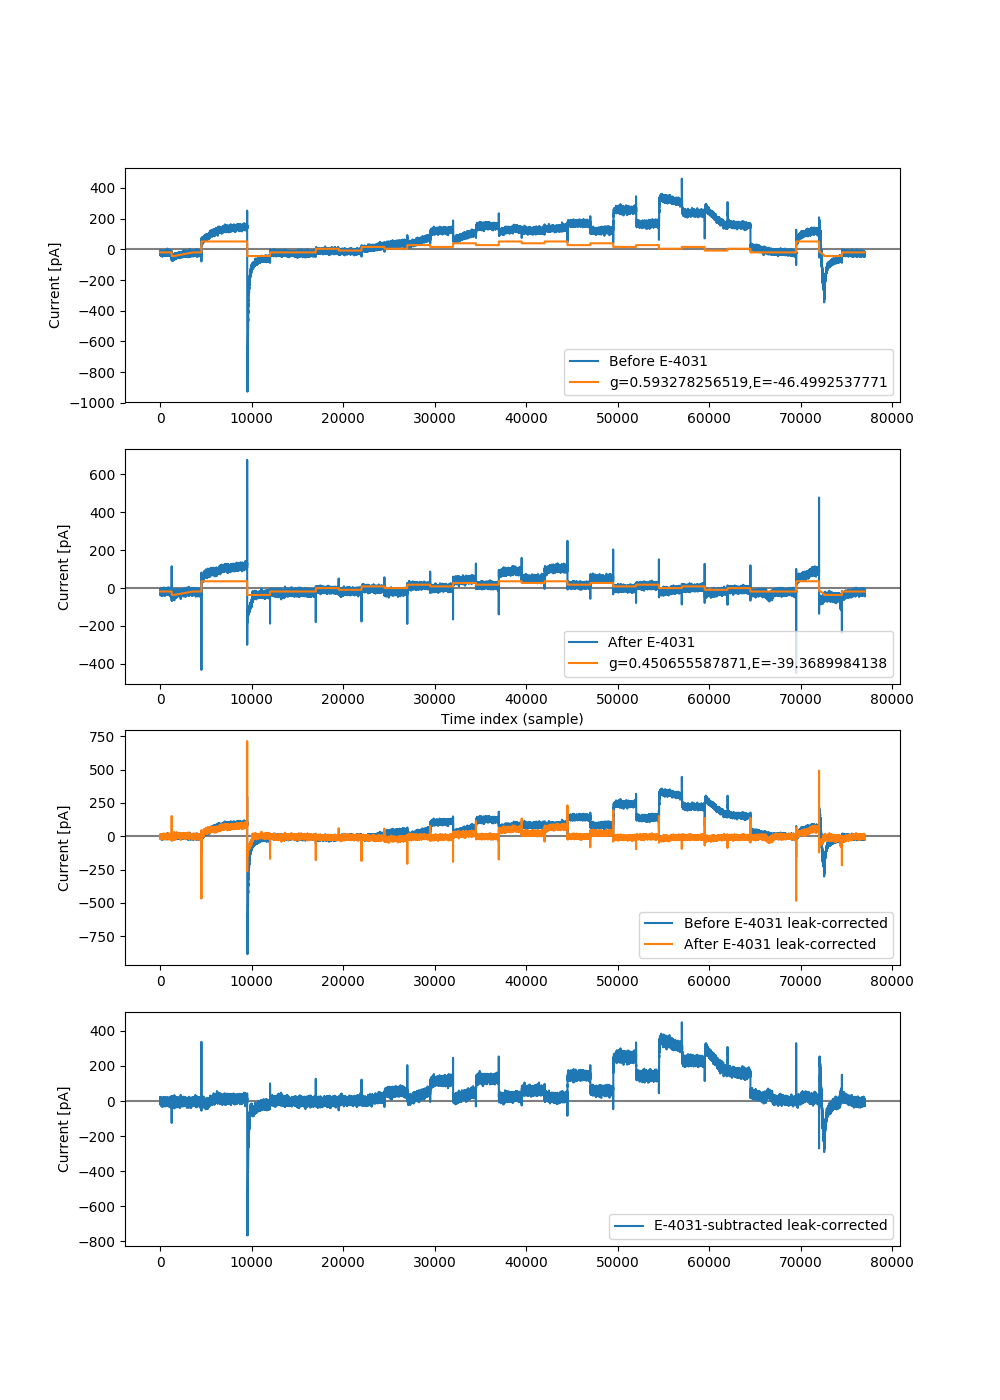 400
200
0
−200
−400
−600
−800
−1000
Current [pA]
Before E-4031
g=0.593278256519,E=-46.4992537771
0 10000 20000 30000 40000 50000 60000 70000 80000
600
400
200
0
−200
−400
Current [pA]
After E-4031
g=0.450655587871,E=-39.3689984138
0 10000 20000 30000 40000 50000 60000 70000 80000
Time index (sample)
750
500
250
0
−250
−500
−750
Current [pA]
Before E-4031 leak-corrected
After E-4031 leak-corrected
0 10000 20000 30000 40000 50000 60000 70000 80000
400
200
0
−200
−400
−600
−800
Current [pA]
E-4031-subtracted leak-corrected
0 10000 20000 30000 40000 50000 60000 70000 80000